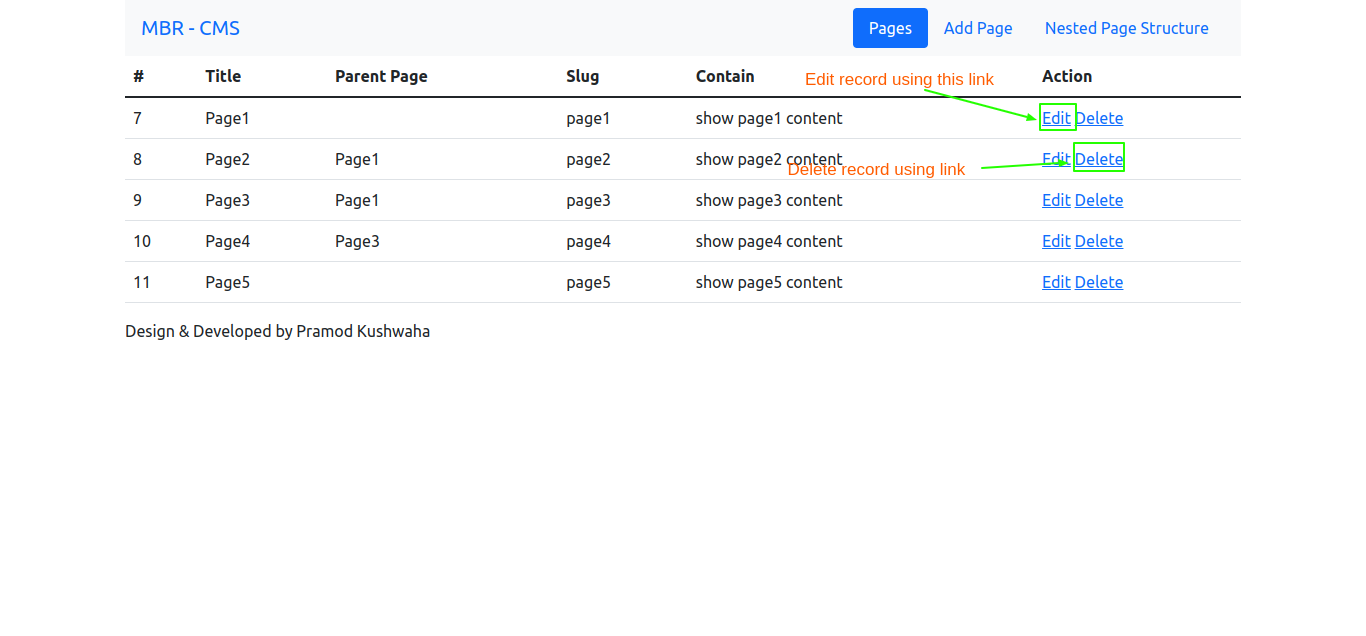 MBR - CMS Pages Add Page Nested Page Structure
# Title Parent Page Slug Contain Action
Edit record using this link
7 Page1 page1 show page1 content Edit Delete
8 Page2 Page1 page2 show page2 content Edit Delete
Delete record using link
9 Page3 Page1 page3 show page3 content Edit Delete
10 Page4 Page3 page4 show page4 content Edit Delete
11 Page5 page5 show page5 content Edit Delete
Design & Developed by Pramod Kushwaha